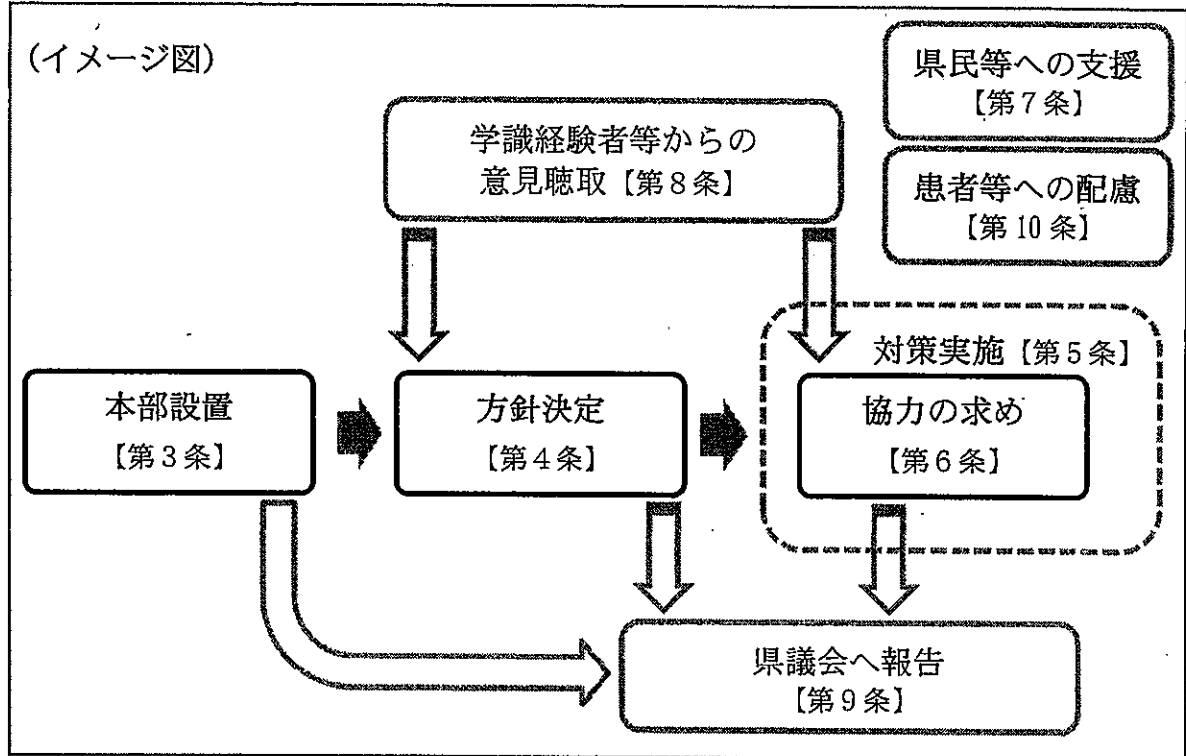 (イメージ図)
県民等への支援
【第7条】
学識経験者等からの
意見聴取【第8条】
患者等への配慮
【第10条】
対策実施【第5条】
本部設置
【第3条】
方針決定
【第4条】
協力の求め
【第6条】
県議会へ報告
【第9条】